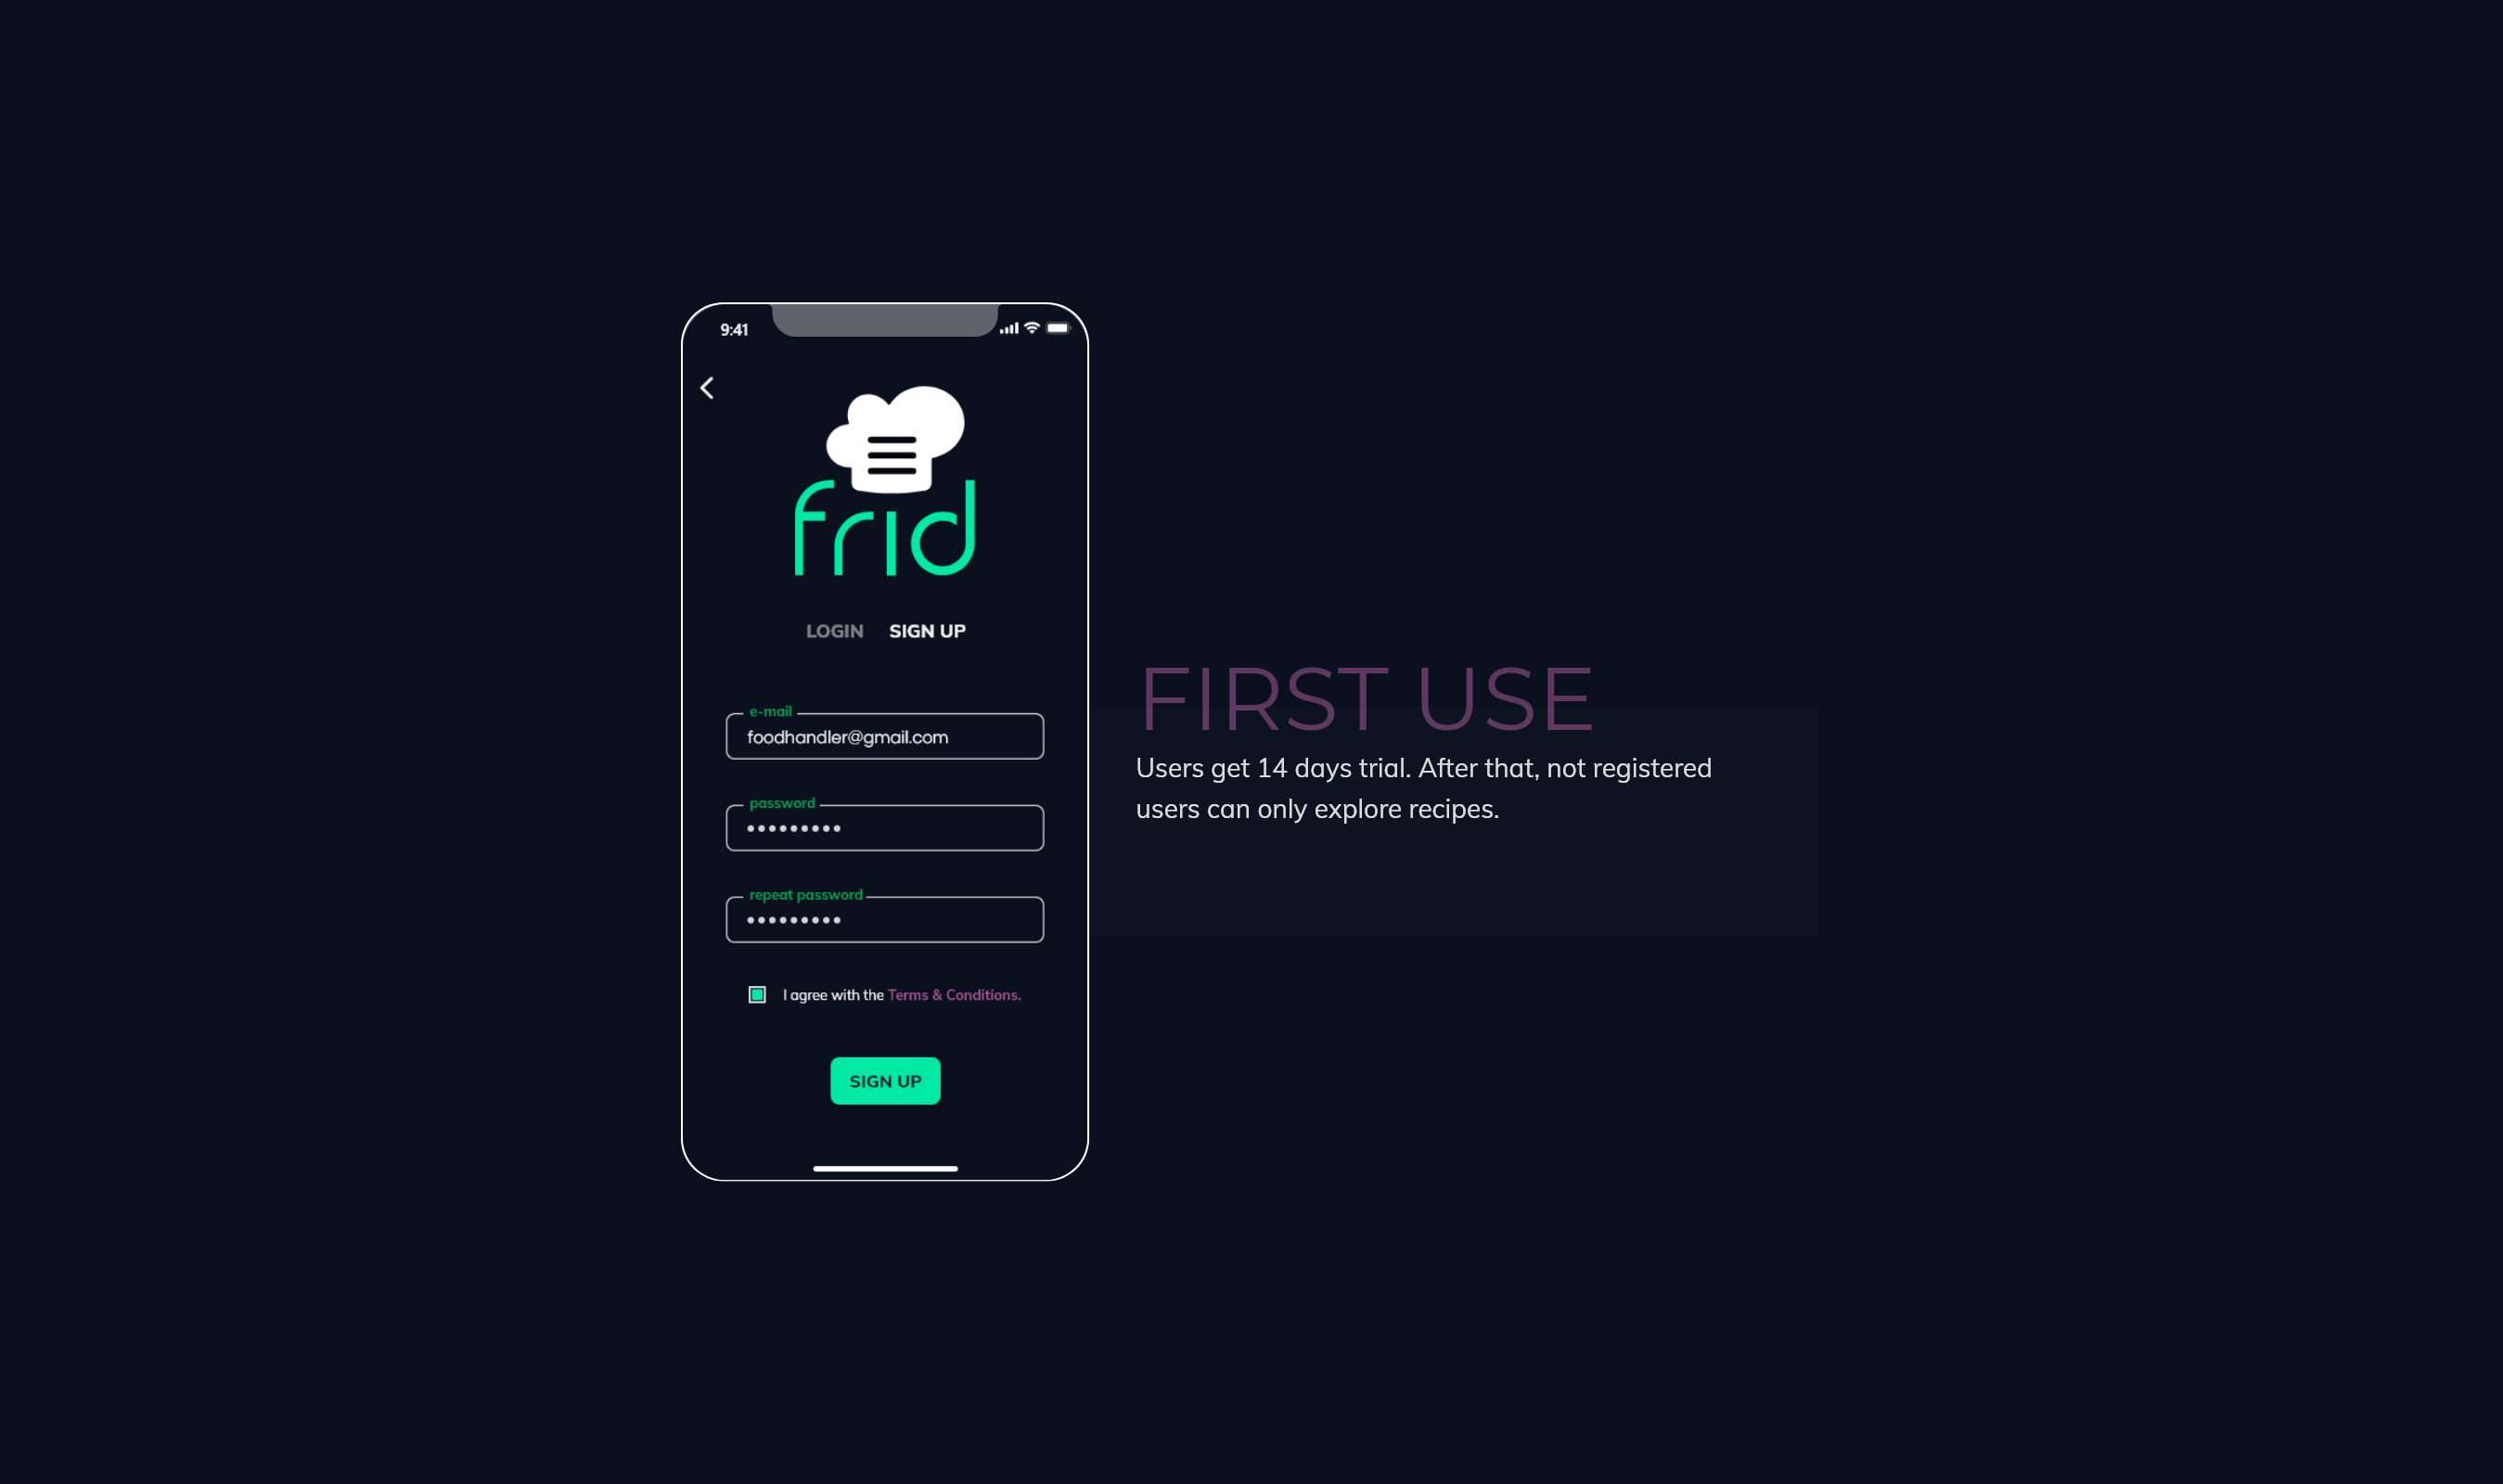 9:41
frid
LOGIN SIGN UP
e-mail
foodhandler@gmail.com
password
repeat password
I agree with the Terms & Conditions.
SIGN UP
FIRST USE
Users get 14 days trial. After that, not registered
users can only explore recipes.